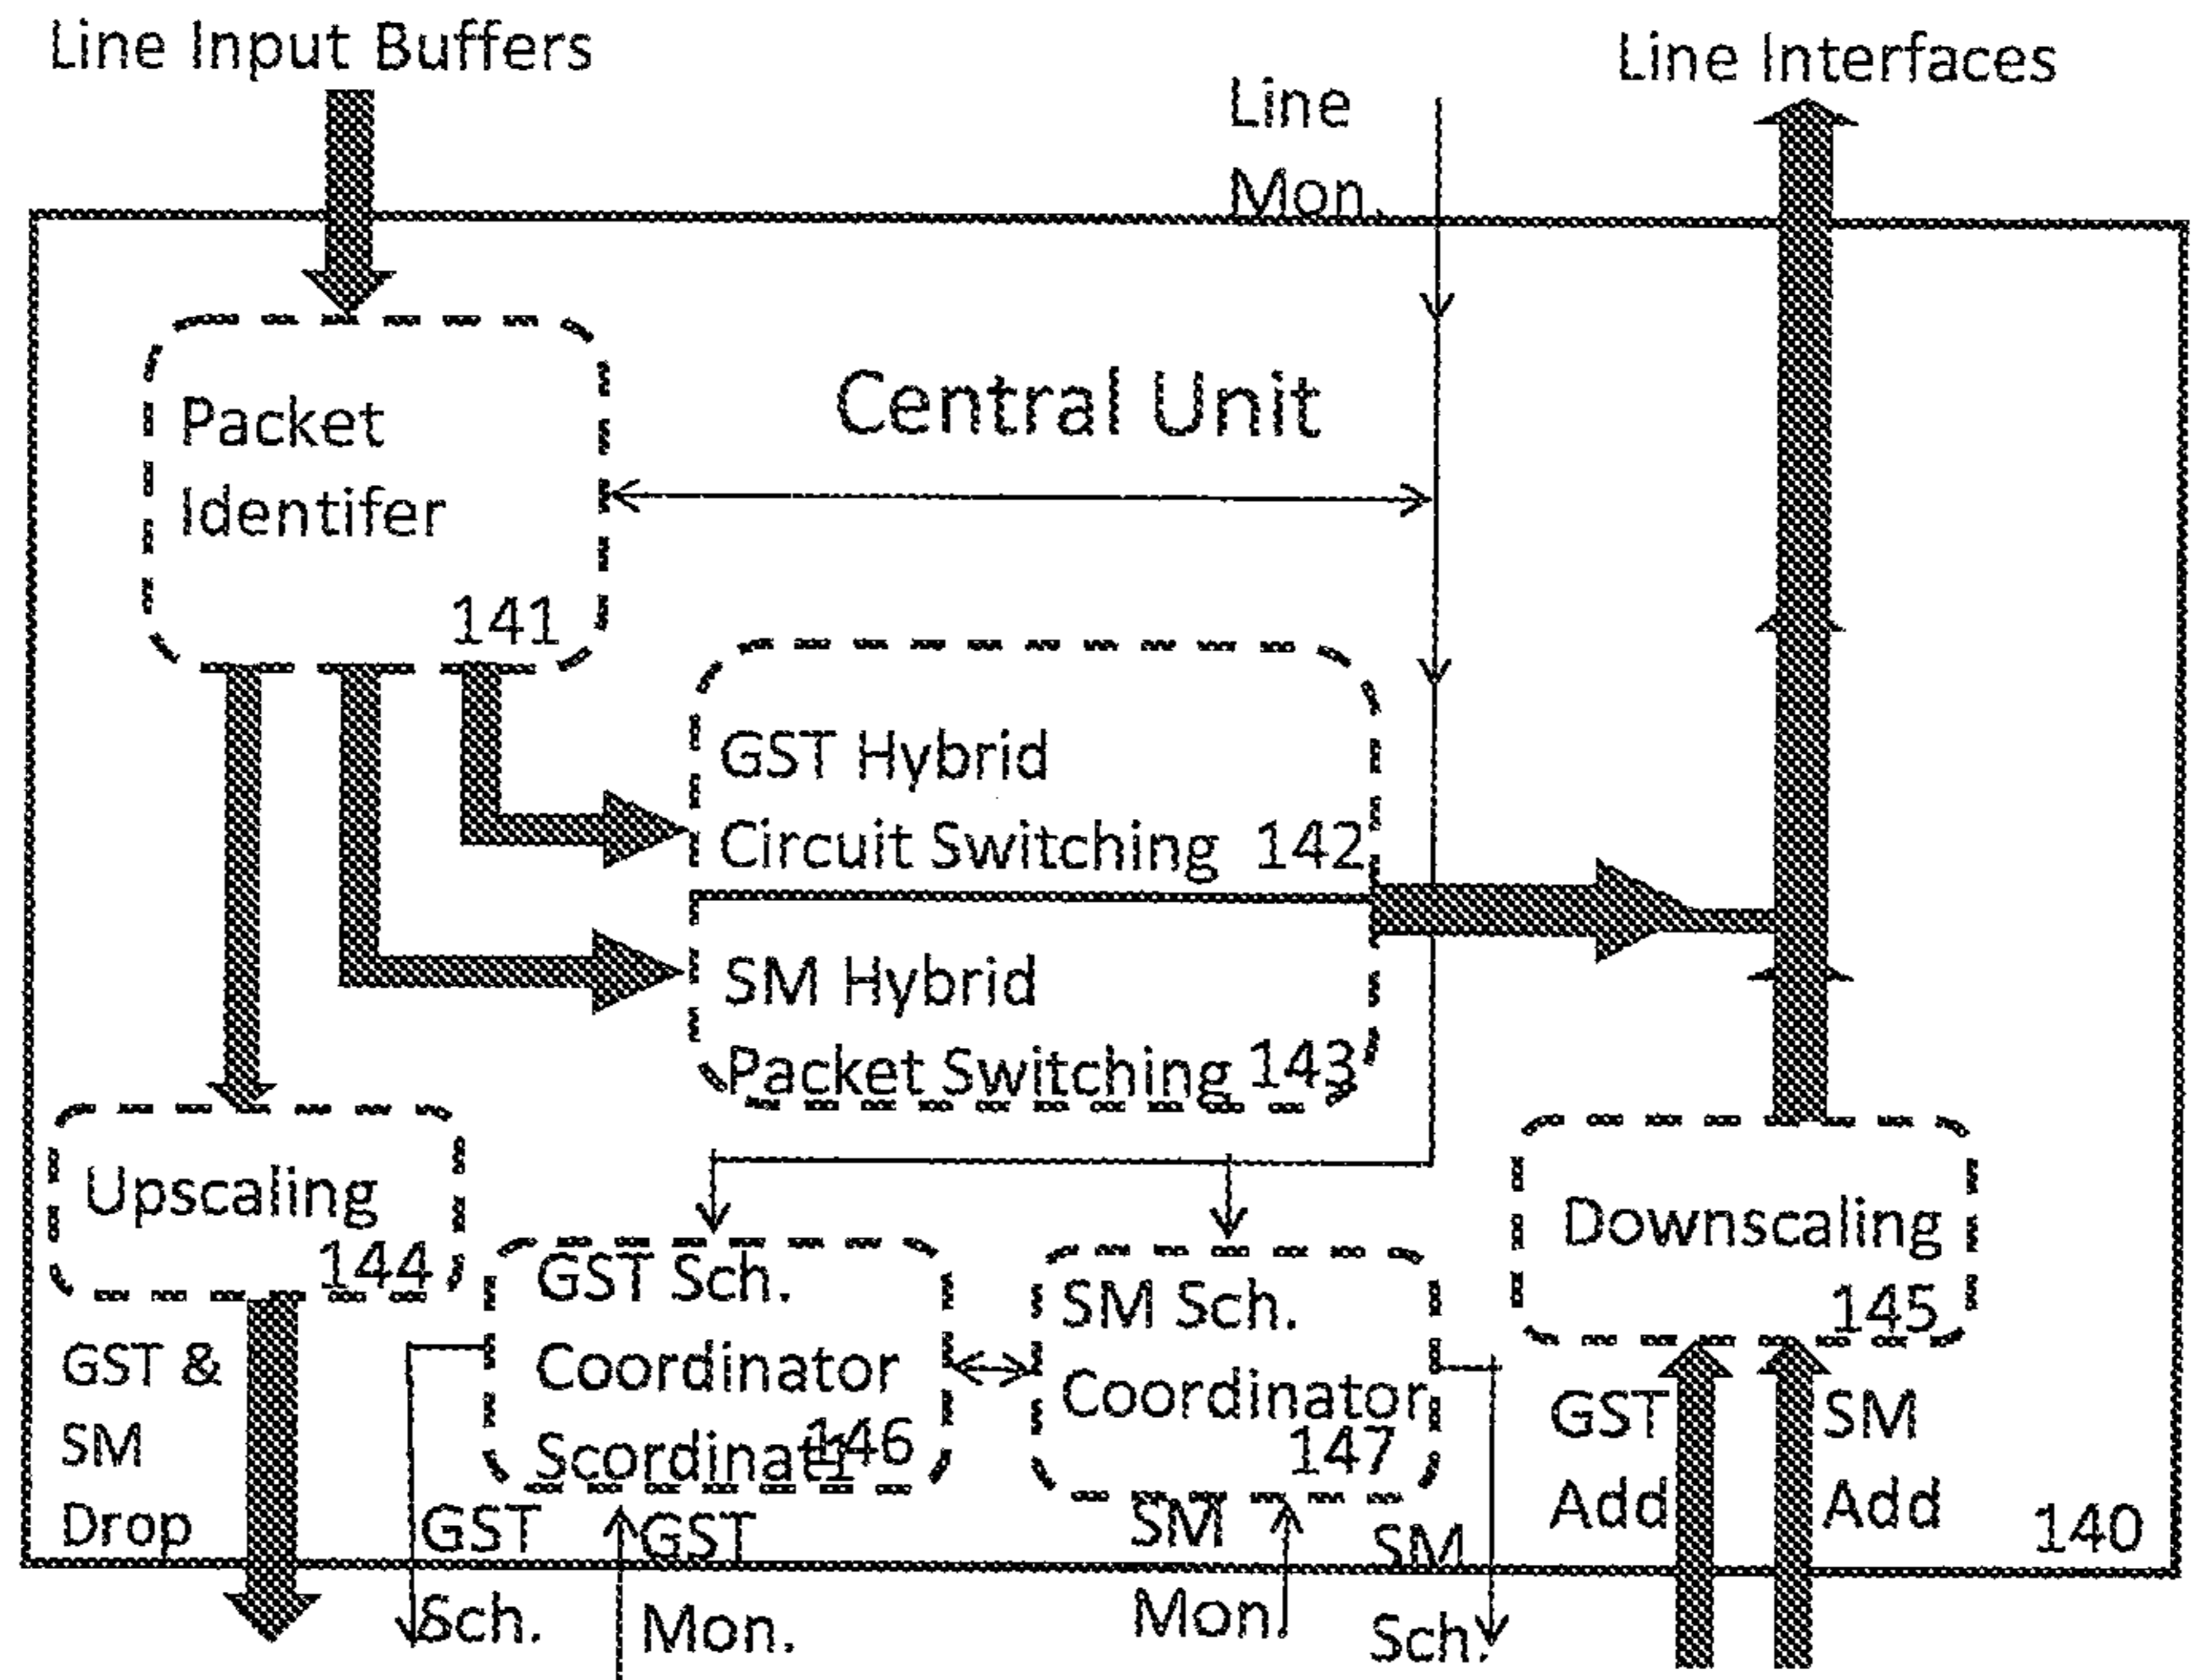 Line Input Buffers
Line
Mon.
Line Interfaces
Central Unit
Packet
Identifer
141
GST Hybrid
Circuit Switching 142
SM Hybrid
Packet Switching 143
Upscaling
144
Downscaling
145
GST Sch.
Coordinator
146
SM Sch.
Coordinator
147
GST &
SM
Drop
GST
Sch.
GST
Mon.
SM
Mon.
SM
Sch.
GST
Add
SM
Add
140